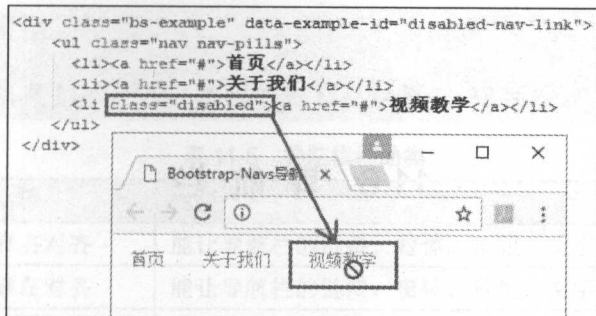 <div class="bs-example" data-example-id="disabled-nav-link">
<ul class="nav nav-pills">
<li><a href="#">首页</a></li>
<li><a href="#">关于我们</a></li>
<li class="disabled"><a href="#">视频教学</a></li>
</ul>
</div>
Bootstrap-Navs导航
首页 关于我们 视频教学